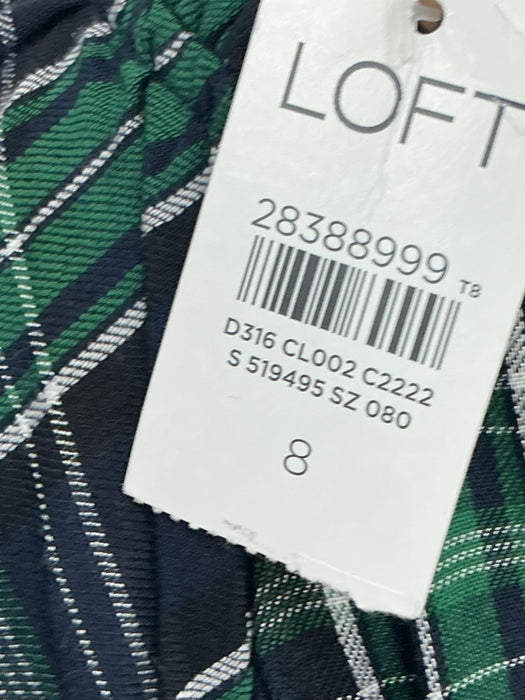 LOFT
28388999 T8
D316 CL002 C2222
S 519495 SZ 080
8